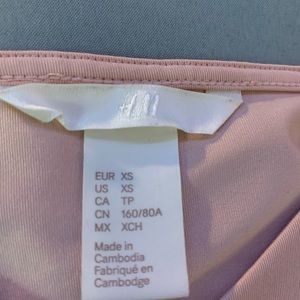 H&M
EUR XS
US XS
CA TP
CN 160/80A
MX XCH
Made in
Cambodia
Fabriqué en
Cambodge